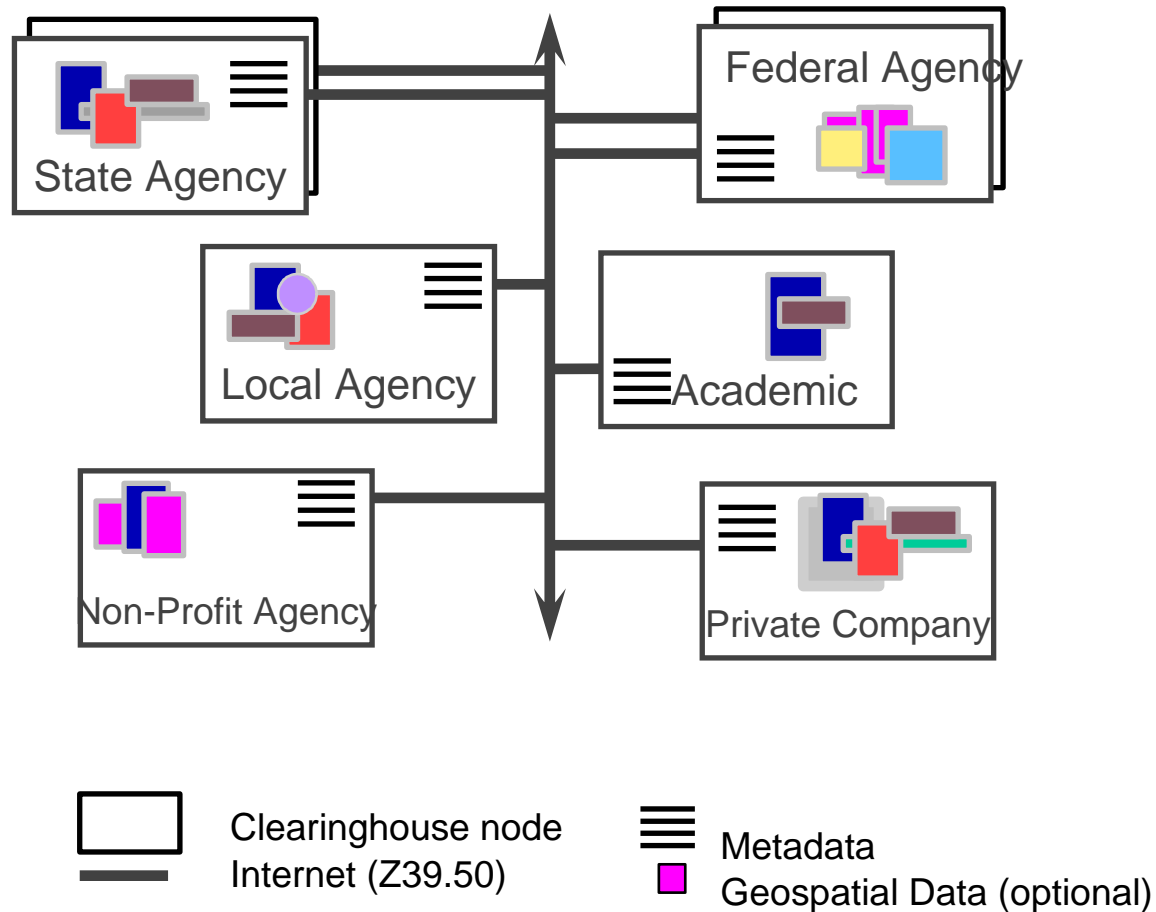 Federal Agency
State Agency
Local Agency
Academic
Non-Profit Agency
Private Company
Clearinghouse node
Internet (Z39.50)
Metadata
Geospatial Data (optional)